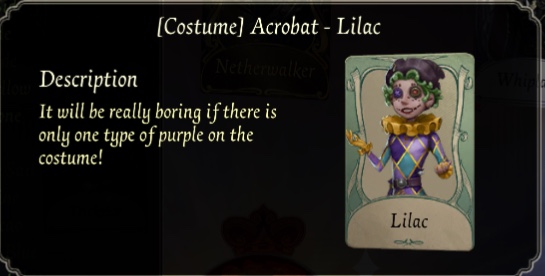 [Costume] Acrobat - Lilac
Netherwalker
Description
It will be really boring if there is
only one type of purple on the
costume!
Lilac